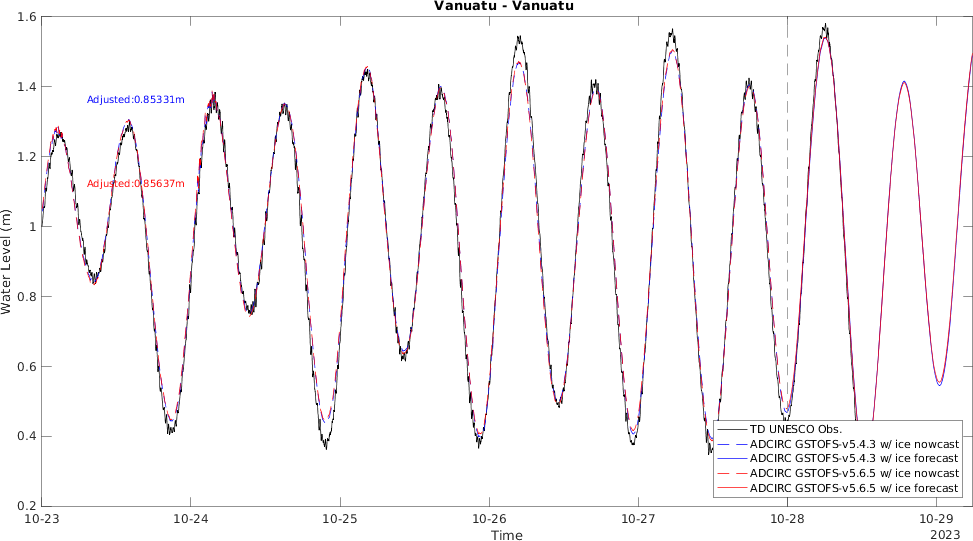 Vanuatu - Vanuatu
1.6
1.4
1.2
1
0.8
0.6
0.4
0.2
Water Level (m)
Adjusted:0.85331m
Adjusted:0.85637m
TD UNESCO Obs.
ADCIRC GSTOFS-v5.4.3 w/ ice nowcast
ADCIRC GSTOFS-v5.4.3 w/ ice forecast
ADCIRC GSTOFS-v5.6.5 w/ ice nowcast
ADCIRC GSTOFS-v5.6.5 w/ ice forecast
10-23 10-24 10-25 10-26 10-27 10-28 10-29
Time
2023